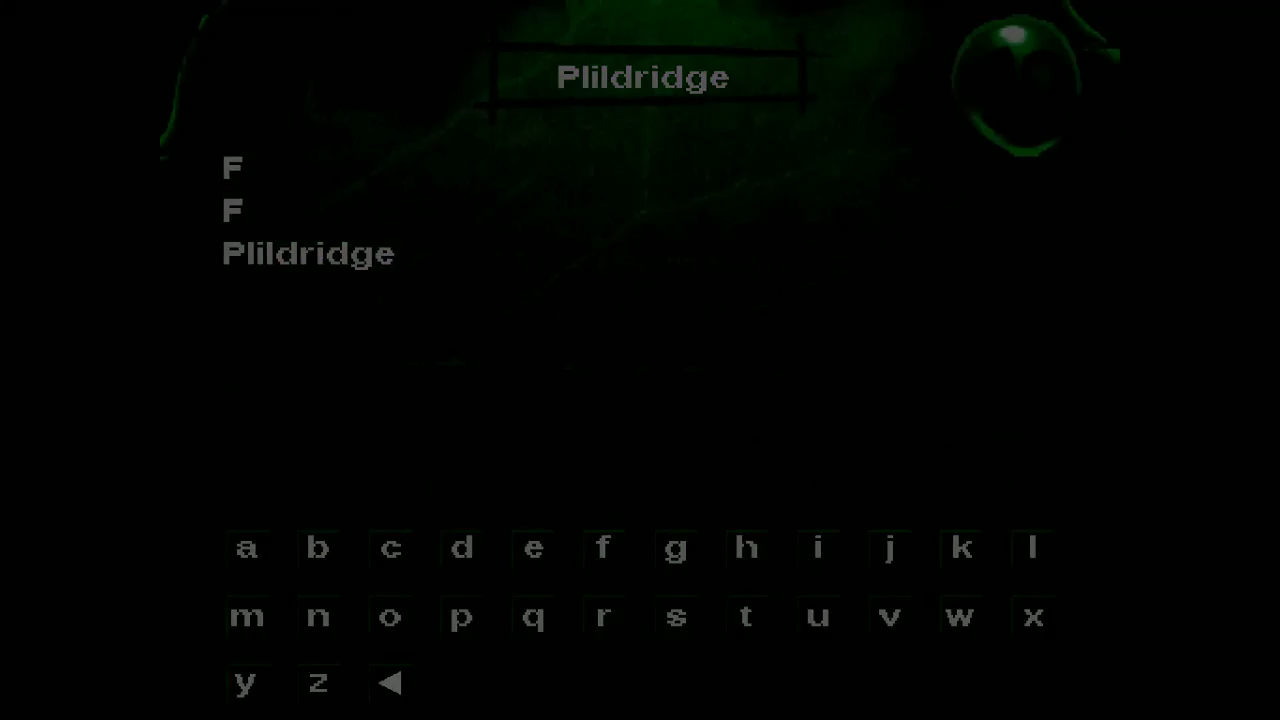 Plildridge
F
F
Plildridge
a b c d e f g h i j k l
m n o p q r s t u v w x
y z ◀